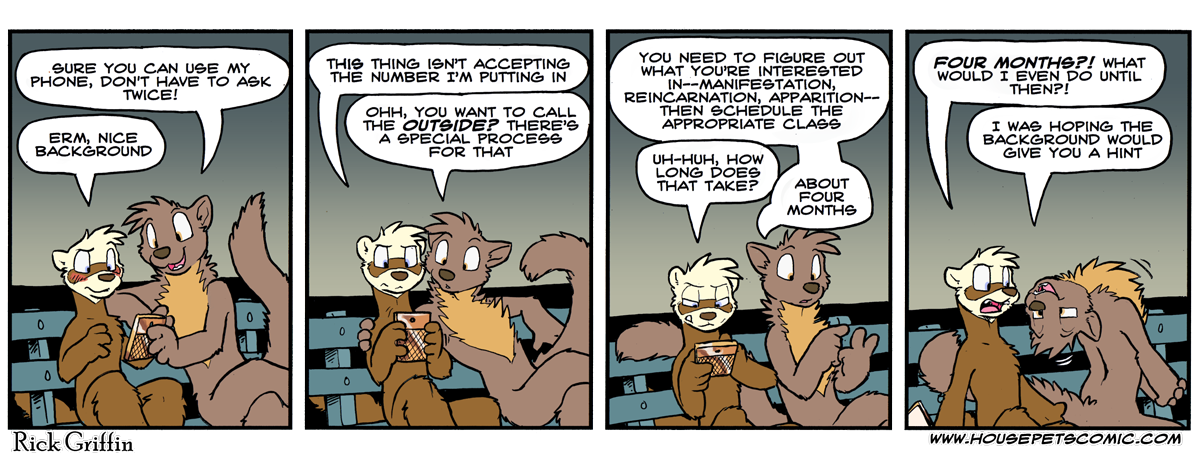 SURE YOU CAN USE MY
PHONE, DON'T HAVE TO ASK
TWICE!
ERM, NICE
BACKGROUND
THIS THING ISN'T ACCEPTING
THE NUMBER I'M PUTTING IN
OHH, YOU WANT TO CALL
THE OUTSIDE? THERE'S
A SPECIAL PROCESS
FOR THAT
YOU NEED TO FIGURE OUT
WHAT YOU'RE INTERESTED
IN--MANIFESTATION,
REINCARNATION, APPARITION--
THEN SCHEDULE THE
APPROPRIATE CLASS
UH-HUH, HOW
LONG DOES
THAT TAKE?
ABOUT
FOUR
MONTHS
FOUR MONTHS?! WHAT
WOULD I EVEN DO UNTIL
THEN?!
I WAS HOPING THE
BACKGROUND WOULD
GIVE YOU A HINT
Rick Griffin
WWW.HOUSEPETSCOMIC.COM